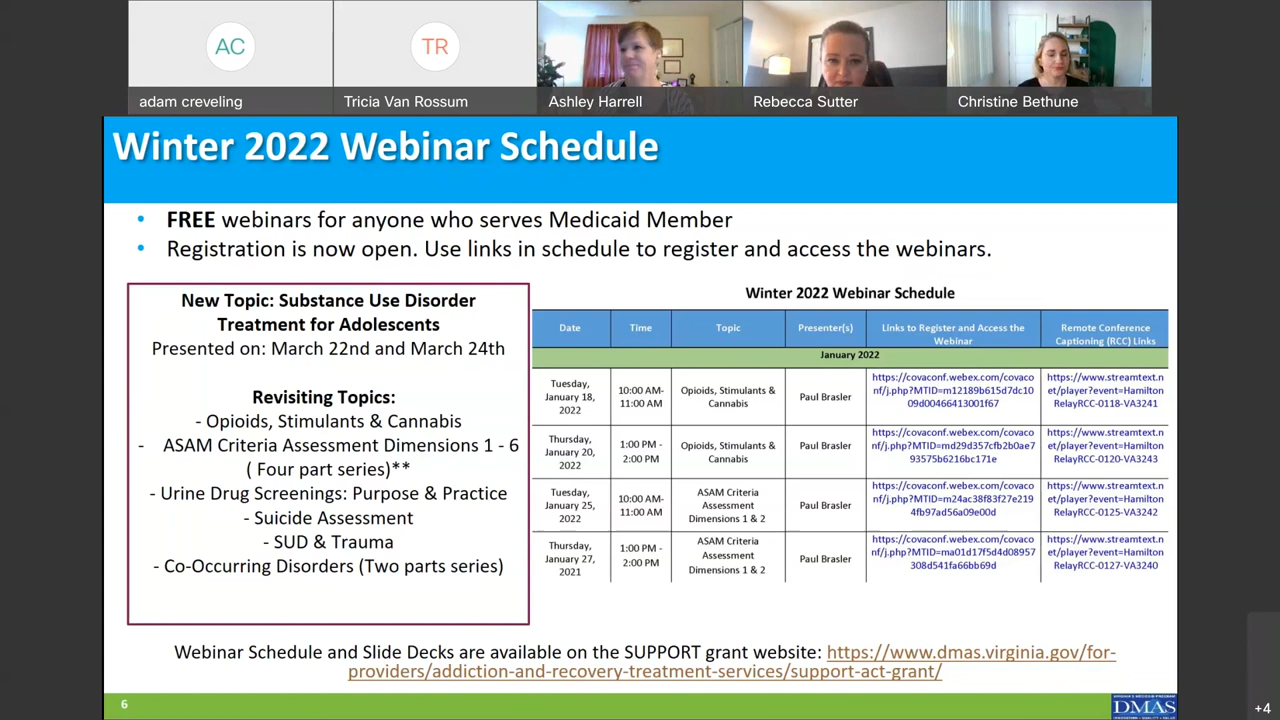 AC
TR
adam creveling
Tricia Van Rossum
Ashley Harrell
Rebecca Sutter
Christine Bethune
Winter 2022 Webinar Schedule
• FREE webinars for anyone who serves Medicaid Member
• Registration is now open. Use links in schedule to register and access the webinars.
New Topic: Substance Use Disorder
Treatment for Adolescents
Presented on: March 22nd and March 24th
Revisiting Topics:
- Opioids, Stimulants & Cannabis
- ASAM Criteria Assessment Dimensions 1 - 6
( Four part series)**
- Urine Drug Screenings: Purpose & Practice
- Suicide Assessment
- SUD & Trauma
- Co-Occurring Disorders (Two parts series)
Winter 2022 Webinar Schedule
Date
Time
Topic
Presenter(s)
Links to Register and Access the
Webinar
Remote Conference
Captioning (RCC) Links
January 2022
Tuesday,
January 18,
2022
10:00 AM-
11:00 AM
Opioids, Stimulants &
Cannabis
Paul Brasler
https://covaconf.webex.com/covaco
nf/j.php?MTID=m12189b615d7dc10
09d00466413001f67
https://www.streamtext.n
et/player?event=Hamilton
RelayRCC-0118-VA3241
Thursday,
January 20,
2022
1:00 PM -
2:00 PM
Opioids, Stimulants &
Cannabis
Paul Brasler
https://covaconf.webex.com/covaco
nf/j.php?MTID=md29d357cfb2b0ae7
93575b6216bc171e
https://www.streamtext.n
et/player?event=Hamilton
RelayRCC-0120-VA3243
Tuesday,
January 25,
2022
10:00 AM-
11:00 AM
ASAM Criteria
Assessment
Dimensions 1 & 2
Paul Brasler
https://covaconf.webex.com/covaco
nf/j.php?MTID=m24ac38f83f27e219
4fb97ad56a09e00d
https://www.streamtext.n
et/player?event=Hamilton
RelayRCC-0125-VA3242
Thursday,
January 27,
2021
1:00 PM -
2:00 PM
ASAM Criteria
Assessment
Dimensions 1 & 2
Paul Brasler
https://covaconf.webex.com/covaco
nf/j.php?MTID=ma01d17f5d4d08957
308d541fa66bb69d
https://www.streamtext.n
et/player?event=Hamilton
RelayRCC-0127-VA3240
Webinar Schedule and Slide Decks are available on the SUPPORT grant website: https://www.dmas.virginia.gov/for-
providers/addiction-and-recovery-treatment-services/support-act-grant/
6
DMAS
+4